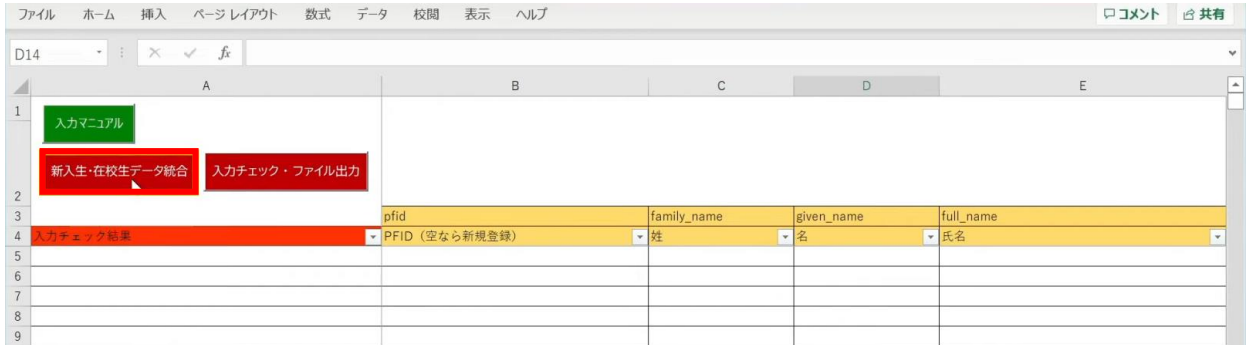 ファイル ホーム 挿入 ページ レイアウト 数式 データ 校閲 表示 ヘルプ コメント 共有
D14 fx
A B C D E
1
入力マニュアル
新入生・在校生データ統合 入力チェック・ファイル出力
2
3 pfid family_name given_name full_name
4 入力チェック結果 PFID（空なら新規登録） 姓 名 氏名
5
6
7
8
9